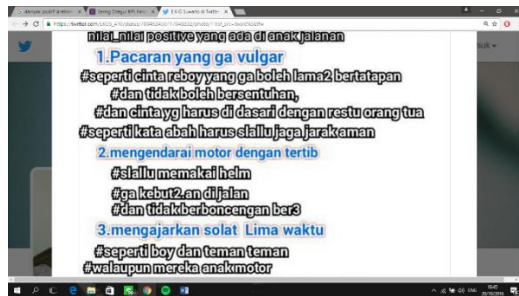 nilai_nilai positive yang ada di anak jalanan
1.Pacaran yang ga vulgar
#seperti cinta reboy yang ga boleh lama2 bertatapan
#dan tidak boleh bersentuhan,
#dan cinta yg harus di dasari dengan restu orang tua
#seperti kata abah harus slallu jaga jarak aman
2.mengendarai motor dengan tertib
#slallu memakai helm
#ga kebut2.an di jalan
#dan tidak berboncengan ber3
3.mengajarkan solat Lima waktu
#seperti boy dan teman teman
#walaupun mereka anak motor